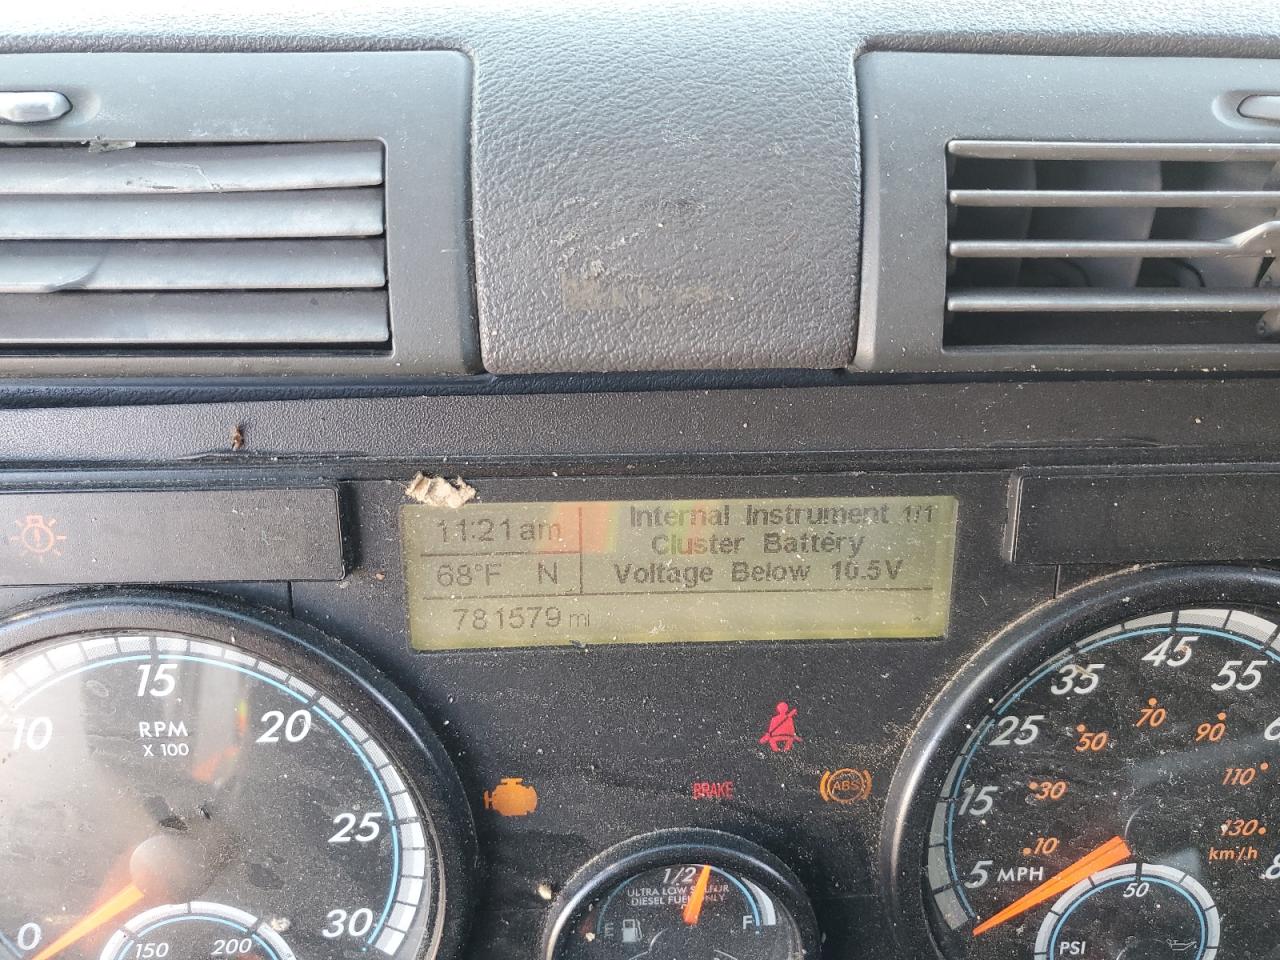 11:21 am
Internal Instrument 1/1
Cluster Battery
Voltage Below 10.5V
68°F N
781579 mi
10
15
20
25
30
0
RPM
X 100
150
200
BRAKE
ABS
1/2
ULTRA LOW SULFUR
DIESEL FUEL ONLY
E
F
5
15
25
35
45
55
MPH
10
30
50
70
90
110
130
km/h
50
PSI